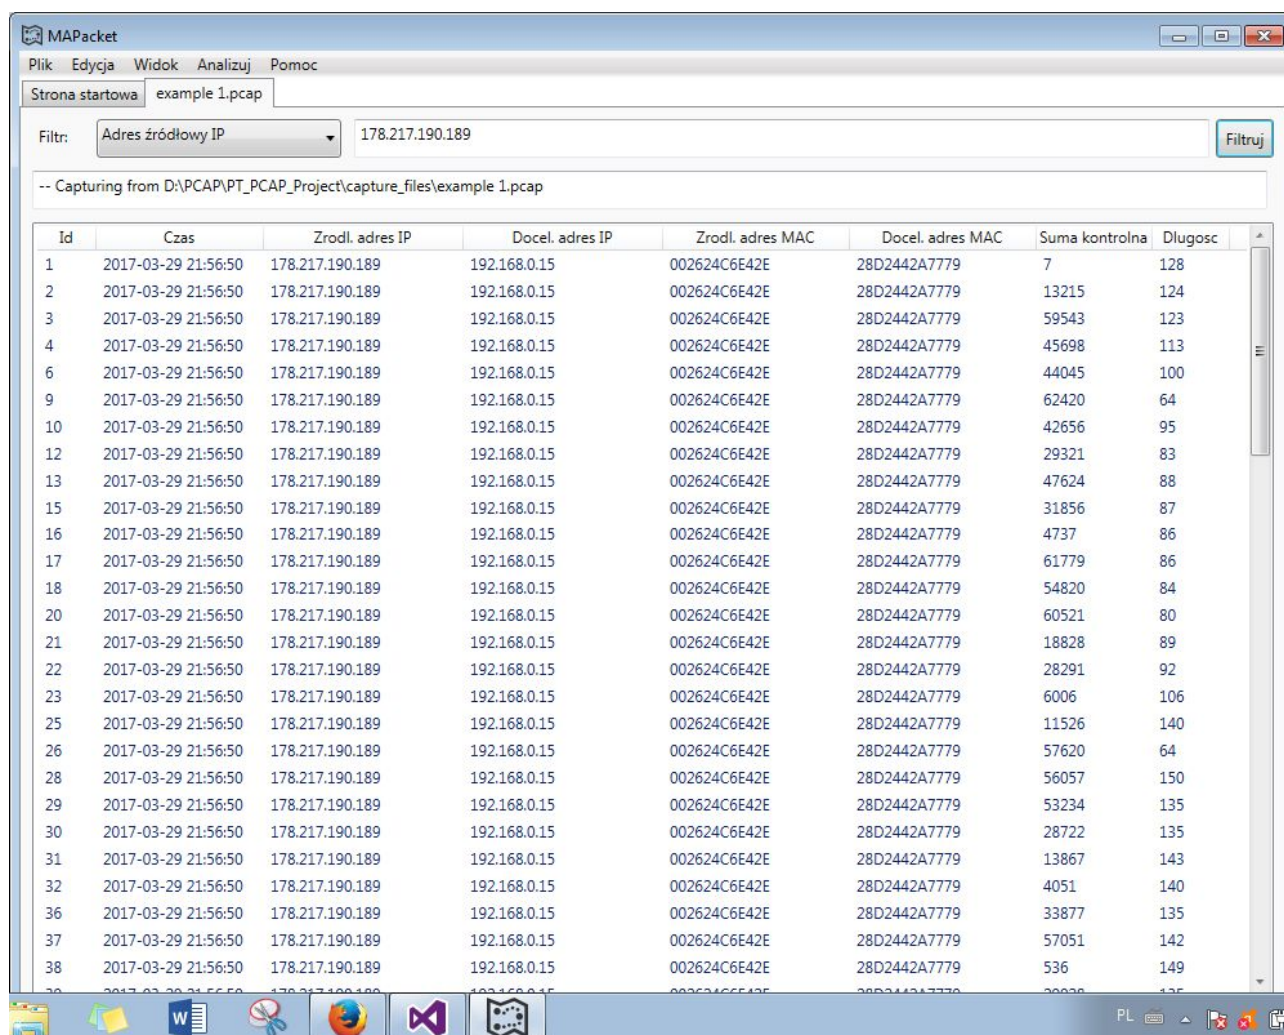 MAPacket
Plik Edycja Widok Analizuj Pomoc
Strona startowa example 1.pcap
Filtr: Adres źródłowy IP 178.217.190.189 Filtruj
-- Capturing from D:\PCAP\PT_PCAP_Project\capture_files\example 1.pcap
Id Czas Zrodl. adres IP Docel. adres IP Zrodl. adres MAC Docel. adres MAC Suma kontrolna Dlugosc
1 2017-03-29 21:56:50 178.217.190.189 192.168.0.15 002624C6E42E 28D2442A7779 7 128
2 2017-03-29 21:56:50 178.217.190.189 192.168.0.15 002624C6E42E 28D2442A7779 13215 124
3 2017-03-29 21:56:50 178.217.190.189 192.168.0.15 002624C6E42E 28D2442A7779 59543 123
4 2017-03-29 21:56:50 178.217.190.189 192.168.0.15 002624C6E42E 28D2442A7779 45698 113
6 2017-03-29 21:56:50 178.217.190.189 192.168.0.15 002624C6E42E 28D2442A7779 44045 100
9 2017-03-29 21:56:50 178.217.190.189 192.168.0.15 002624C6E42E 28D2442A7779 62420 64
10 2017-03-29 21:56:50 178.217.190.189 192.168.0.15 002624C6E42E 28D2442A7779 42656 95
12 2017-03-29 21:56:50 178.217.190.189 192.168.0.15 002624C6E42E 28D2442A7779 29321 83
13 2017-03-29 21:56:50 178.217.190.189 192.168.0.15 002624C6E42E 28D2442A7779 47624 88
15 2017-03-29 21:56:50 178.217.190.189 192.168.0.15 002624C6E42E 28D2442A7779 31856 87
16 2017-03-29 21:56:50 178.217.190.189 192.168.0.15 002624C6E42E 28D2442A7779 4737 86
17 2017-03-29 21:56:50 178.217.190.189 192.168.0.15 002624C6E42E 28D2442A7779 61779 86
18 2017-03-29 21:56:50 178.217.190.189 192.168.0.15 002624C6E42E 28D2442A7779 54820 84
20 2017-03-29 21:56:50 178.217.190.189 192.168.0.15 002624C6E42E 28D2442A7779 60521 80
21 2017-03-29 21:56:50 178.217.190.189 192.168.0.15 002624C6E42E 28D2442A7779 18828 89
22 2017-03-29 21:56:50 178.217.190.189 192.168.0.15 002624C6E42E 28D2442A7779 28291 92
23 2017-03-29 21:56:50 178.217.190.189 192.168.0.15 002624C6E42E 28D2442A7779 6006 106
25 2017-03-29 21:56:50 178.217.190.189 192.168.0.15 002624C6E42E 28D2442A7779 11526 140
26 2017-03-29 21:56:50 178.217.190.189 192.168.0.15 002624C6E42E 28D2442A7779 57620 64
28 2017-03-29 21:56:50 178.217.190.189 192.168.0.15 002624C6E42E 28D2442A7779 56057 150
29 2017-03-29 21:56:50 178.217.190.189 192.168.0.15 002624C6E42E 28D2442A7779 53234 135
30 2017-03-29 21:56:50 178.217.190.189 192.168.0.15 002624C6E42E 28D2442A7779 28722 135
31 2017-03-29 21:56:50 178.217.190.189 192.168.0.15 002624C6E42E 28D2442A7779 13867 143
32 2017-03-29 21:56:50 178.217.190.189 192.168.0.15 002624C6E42E 28D2442A7779 4051 140
36 2017-03-29 21:56:50 178.217.190.189 192.168.0.15 002624C6E42E 28D2442A7779 33877 135
37 2017-03-29 21:56:50 178.217.190.189 192.168.0.15 002624C6E42E 28D2442A7779 57051 142
38 2017-03-29 21:56:50 178.217.190.189 192.168.0.15 002624C6E42E 28D2442A7779 536 149
PL